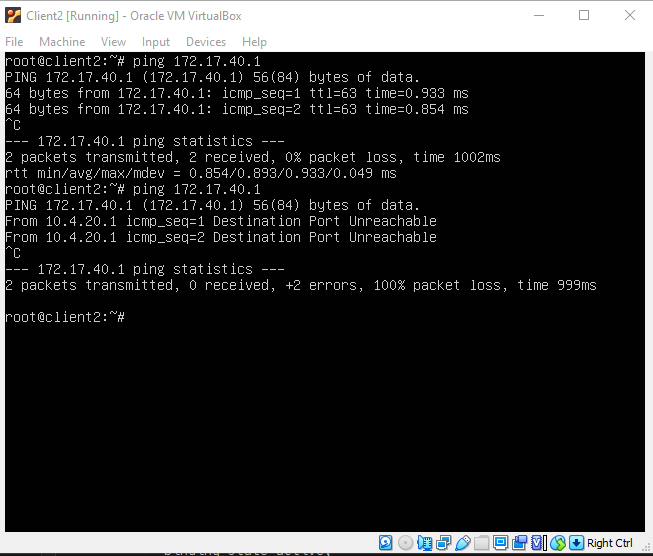 Client2 [Running] - Oracle VM VirtualBox
File Machine View Input Devices Help
root@client2:~# ping 172.17.40.1
PING 172.17.40.1 (172.17.40.1) 56(84) bytes of data.
64 bytes from 172.17.40.1: icmp_seq=1 ttl=63 time=0.933 ms
64 bytes from 172.17.40.1: icmp_seq=2 ttl=63 time=0.854 ms
^C
--- 172.17.40.1 ping statistics ---
2 packets transmitted, 2 received, 0% packet loss, time 1002ms
rtt min/avg/max/mdev = 0.854/0.893/0.933/0.049 ms
root@client2:~# ping 172.17.40.1
PING 172.17.40.1 (172.17.40.1) 56(84) bytes of data.
From 10.4.20.1 icmp_seq=1 Destination Port Unreachable
From 10.4.20.1 icmp_seq=2 Destination Port Unreachable
^C
--- 172.17.40.1 ping statistics ---
2 packets transmitted, 0 received, +2 errors, 100% packet loss, time 999ms
root@client2:~#
Right Ctrl